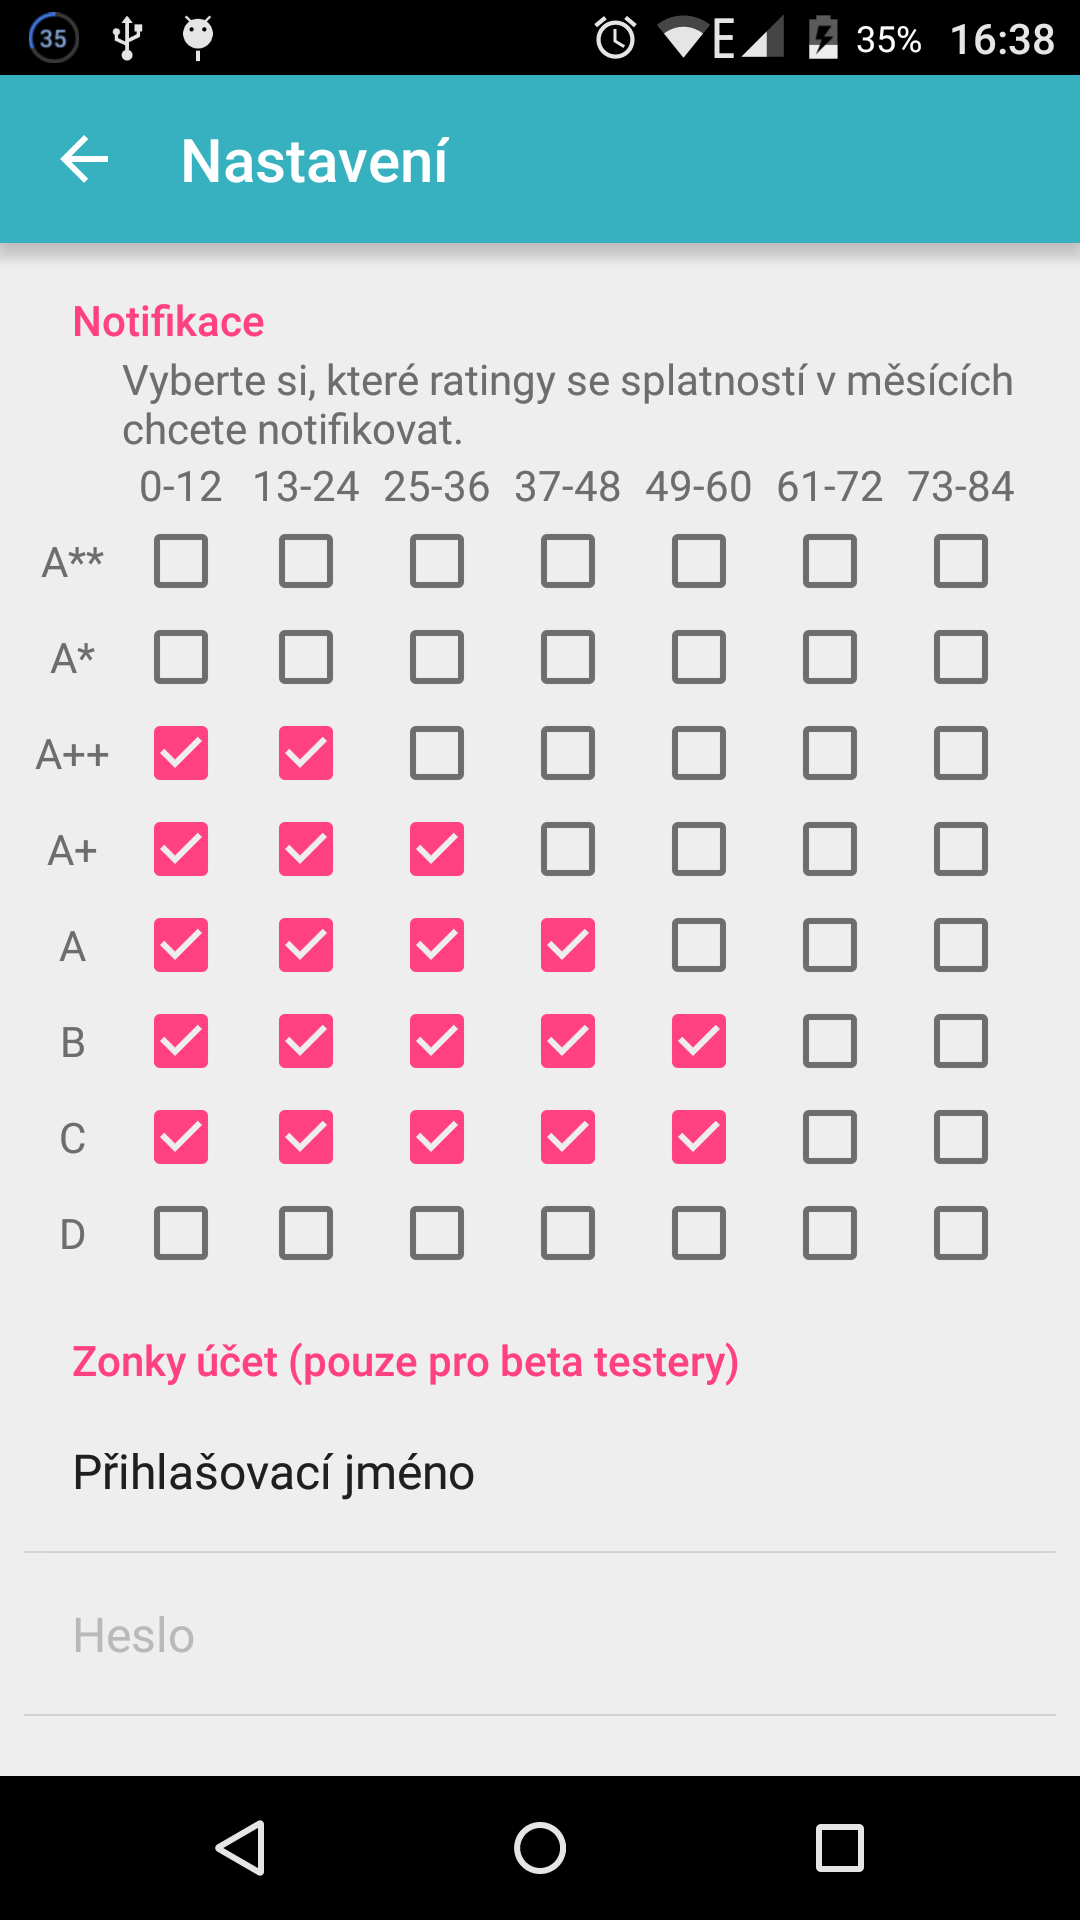 35 E 35% 16:38
Nastavení
Notifikace
Vyberte si, které ratingy se splatností v měsících
chcete notifikovat.
0-12 13-24 25-36 37-48 49-60 61-72 73-84
A**
A*
A++
A+
A
B
C
D
Zonky účet (pouze pro beta testery)
Přihlašovací jméno
Heslo